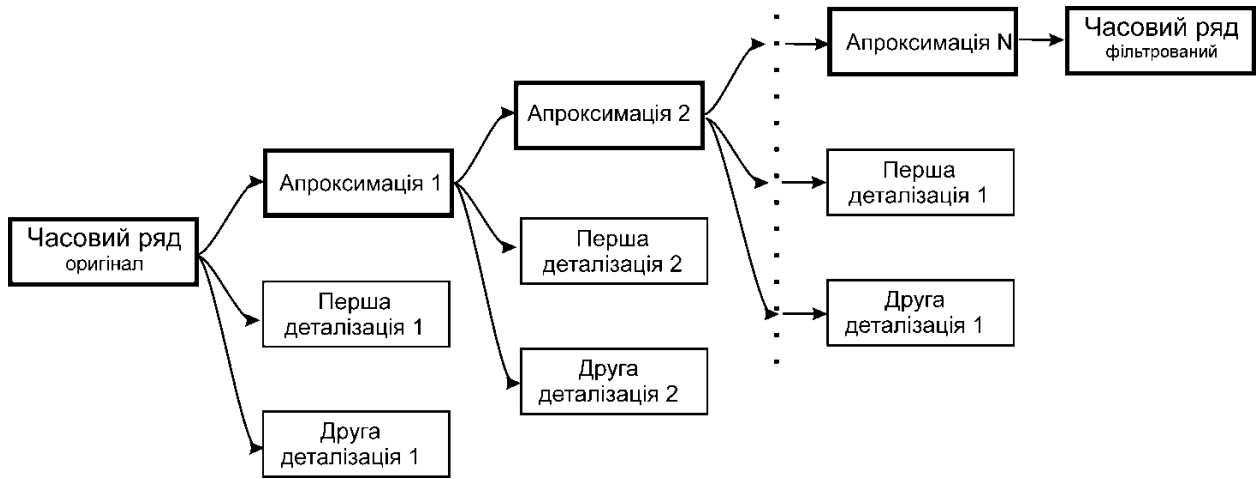 Часовий ряд
оригінал
Апроксимація 1
Перша
деталізація 1
Друга
деталізація 1
Апроксимація 2
Перша
деталізація 2
Друга
деталізація 2
Апроксимація N
Перша
деталізація 1
Друга
деталізація 1
Часовий ряд
фільтрований